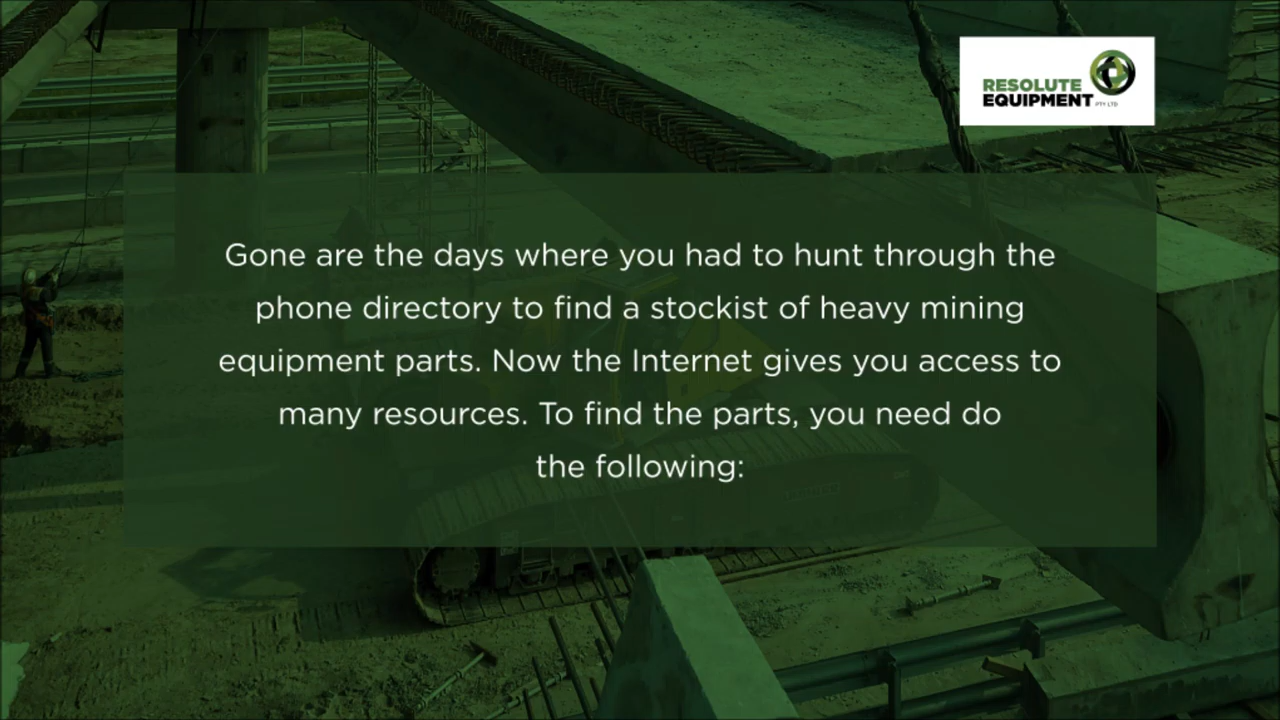 RESOLUTE
EQUIPMENT PTY LTD
Gone are the days where you had to hunt through the
phone directory to find a stockist of heavy mining
equipment parts. Now the Internet gives you access to
many resources. To find the parts, you need do
the following: